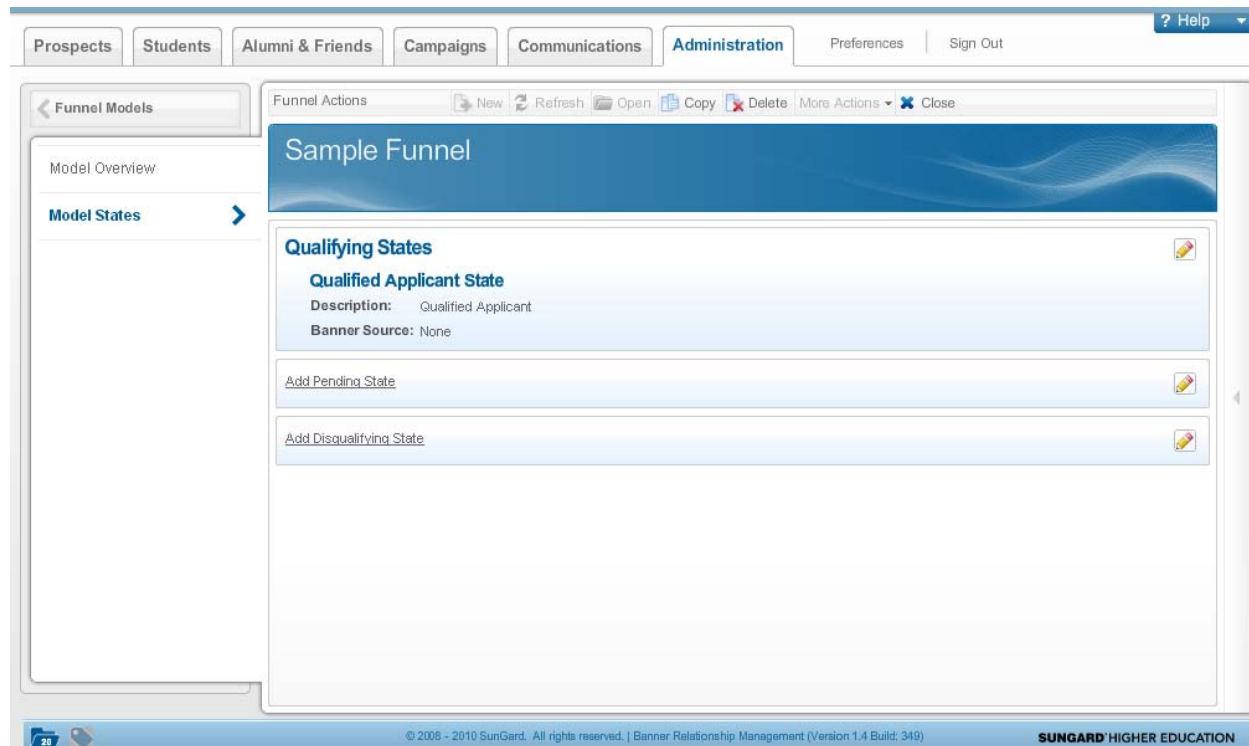 ? Help
Prospects Students Alumni & Friends Campaigns Communications Administration Preferences Sign Out
Funnel Models
Funnel Actions New Refresh Open Copy Delete More Actions Close
Sample Funnel
Model Overview
Model States
Qualifying States
Qualified Applicant State
Description: Qualified Applicant
Banner Source: None
Add Pending State
Add Disqualifying State
20
© 2008 - 2010 SunGard. All rights reserved. | Banner Relationship Management (Version 1.4 Build: 349)
SUNGARD' HIGHER EDUCATION